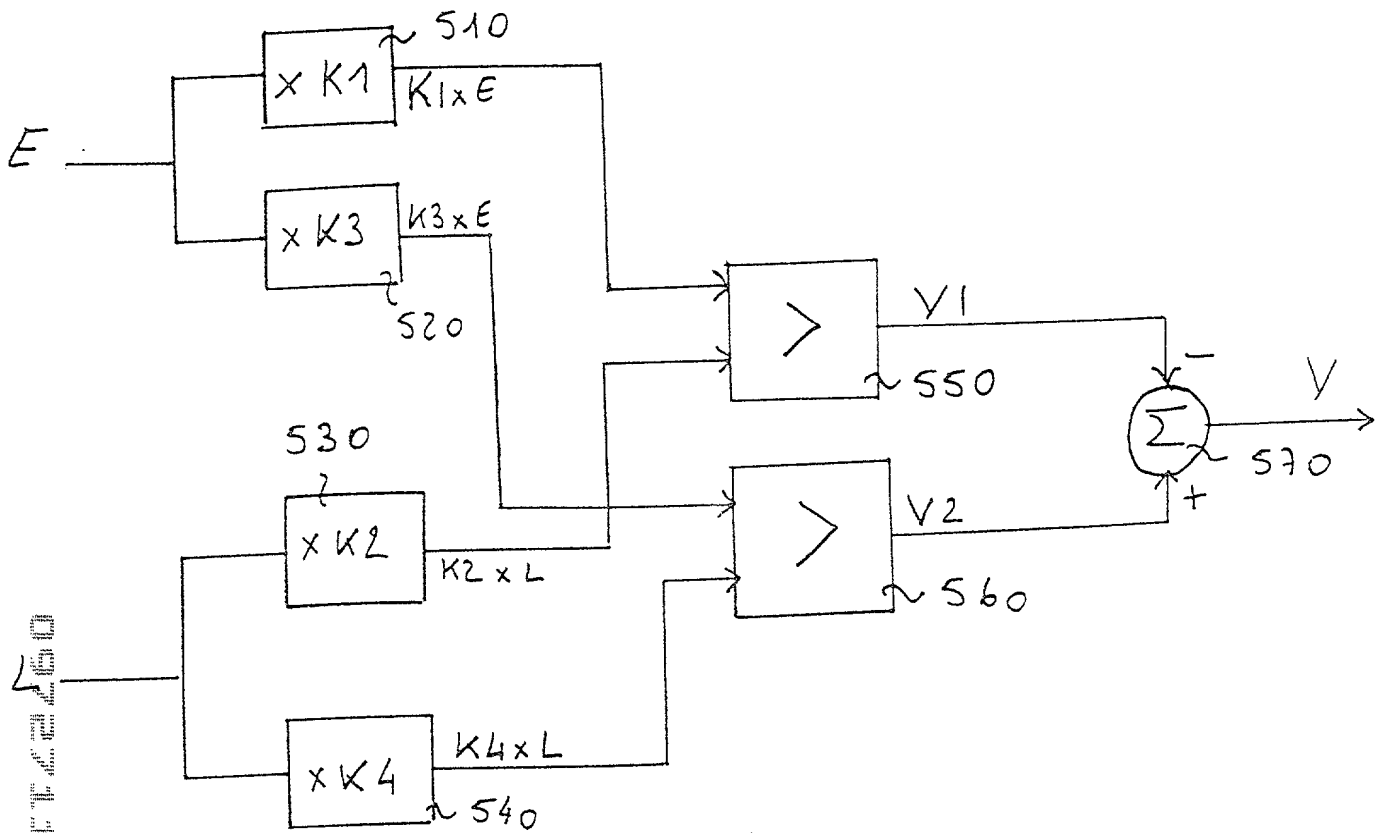 510
× K1
K1×E
E
× K3
K3×E
520
>
V1
550
-
Σ
V
570
+
530
× K2
K2 × L
>
V2
560
L
× K4
K4×L
540